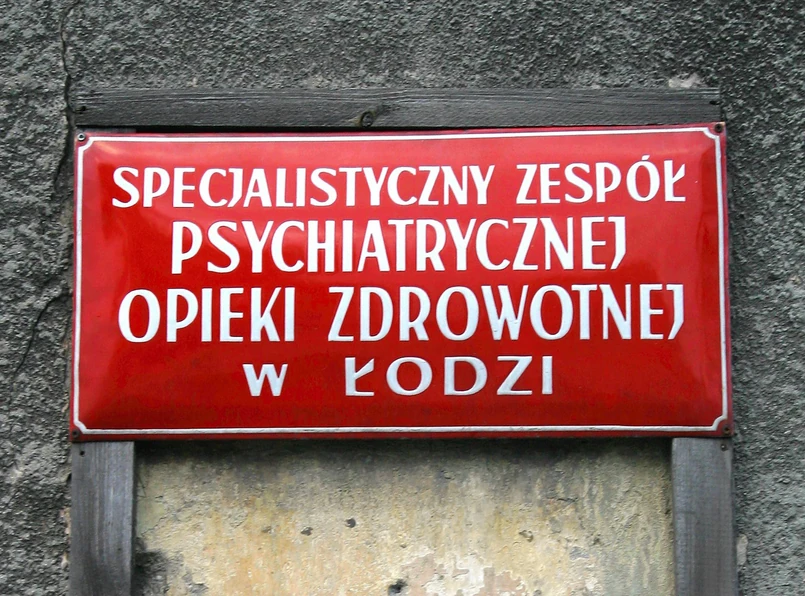 SPECJALISTYCZNY ZESPÓŁ
PSYCHIATRYCZNEJ
OPIEKI ZDROWOTNEJ
W ŁODZI